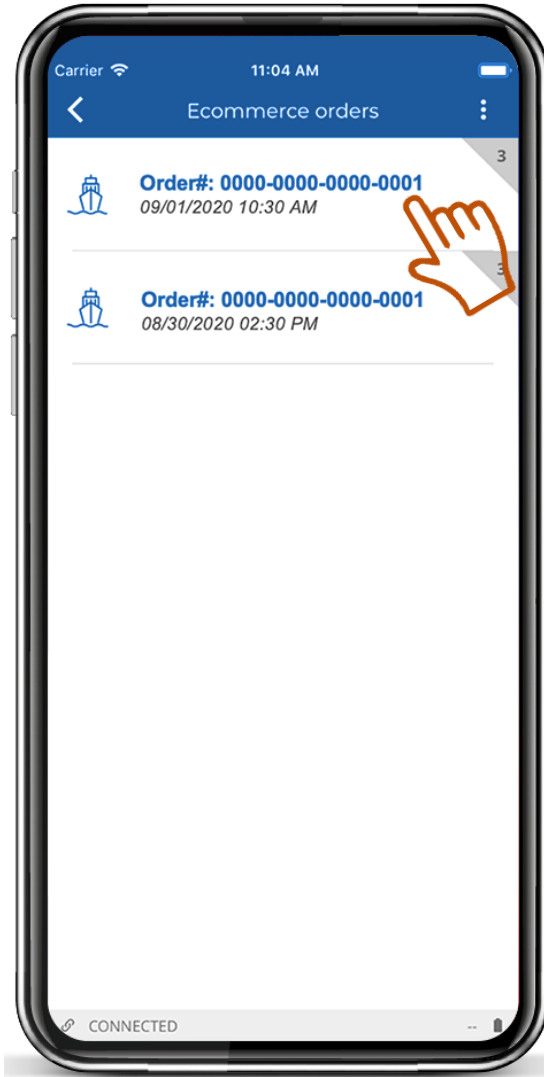 Carrier 11:04 AM
Ecommerce orders
3
Order#: 0000-0000-0000-0001
09/01/2020 10:30 AM
3
Order#: 0000-0000-0000-0001
08/30/2020 02:30 PM
CONNECTED --